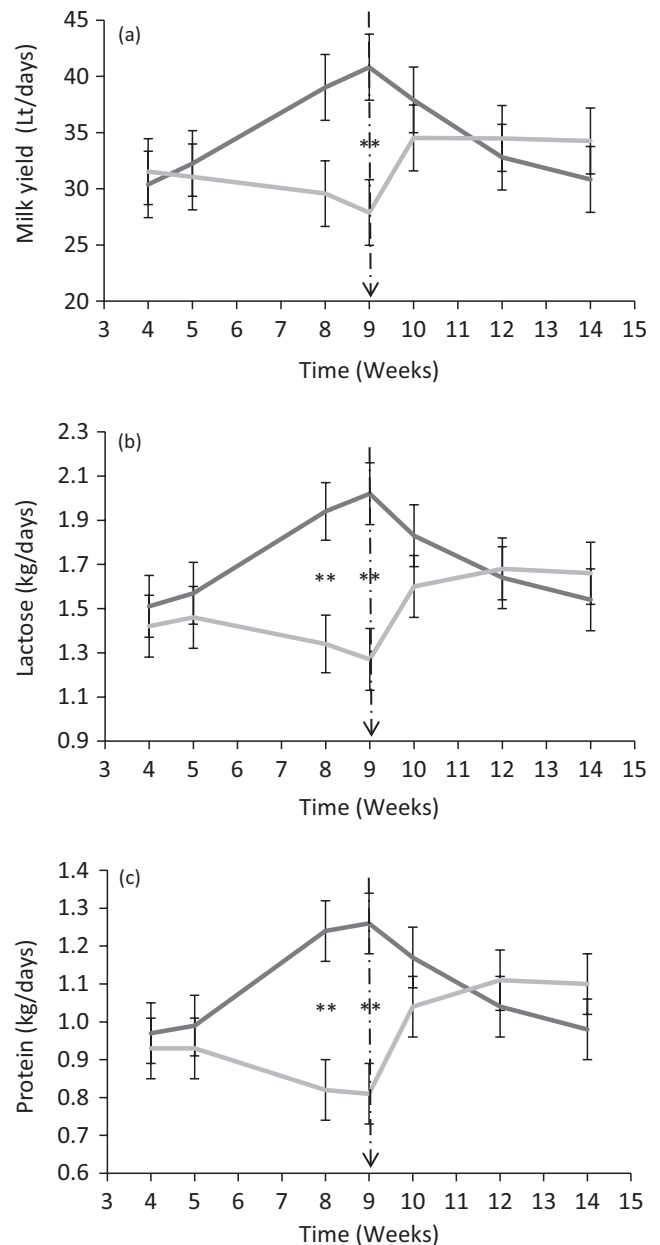 (a)
Milk yield (Lt/days)
45
40
35
30
25
20
**
3 4 5 6 7 8 9 10 11 12 13 14 15
Time (Weeks)
(b)
Lactose (kg/days)
2.3
2.1
1.9
1.7
1.5
1.3
1.1
0.9
** **
3 4 5 6 7 8 9 10 11 12 13 14 15
Time (Weeks)
(c)
Protein (kg/days)
1.4
1.3
1.2
1.1
1.0
0.9
0.8
0.7
0.6
** **
3 4 5 6 7 8 9 10 11 12 13 14 15
Time (Weeks)